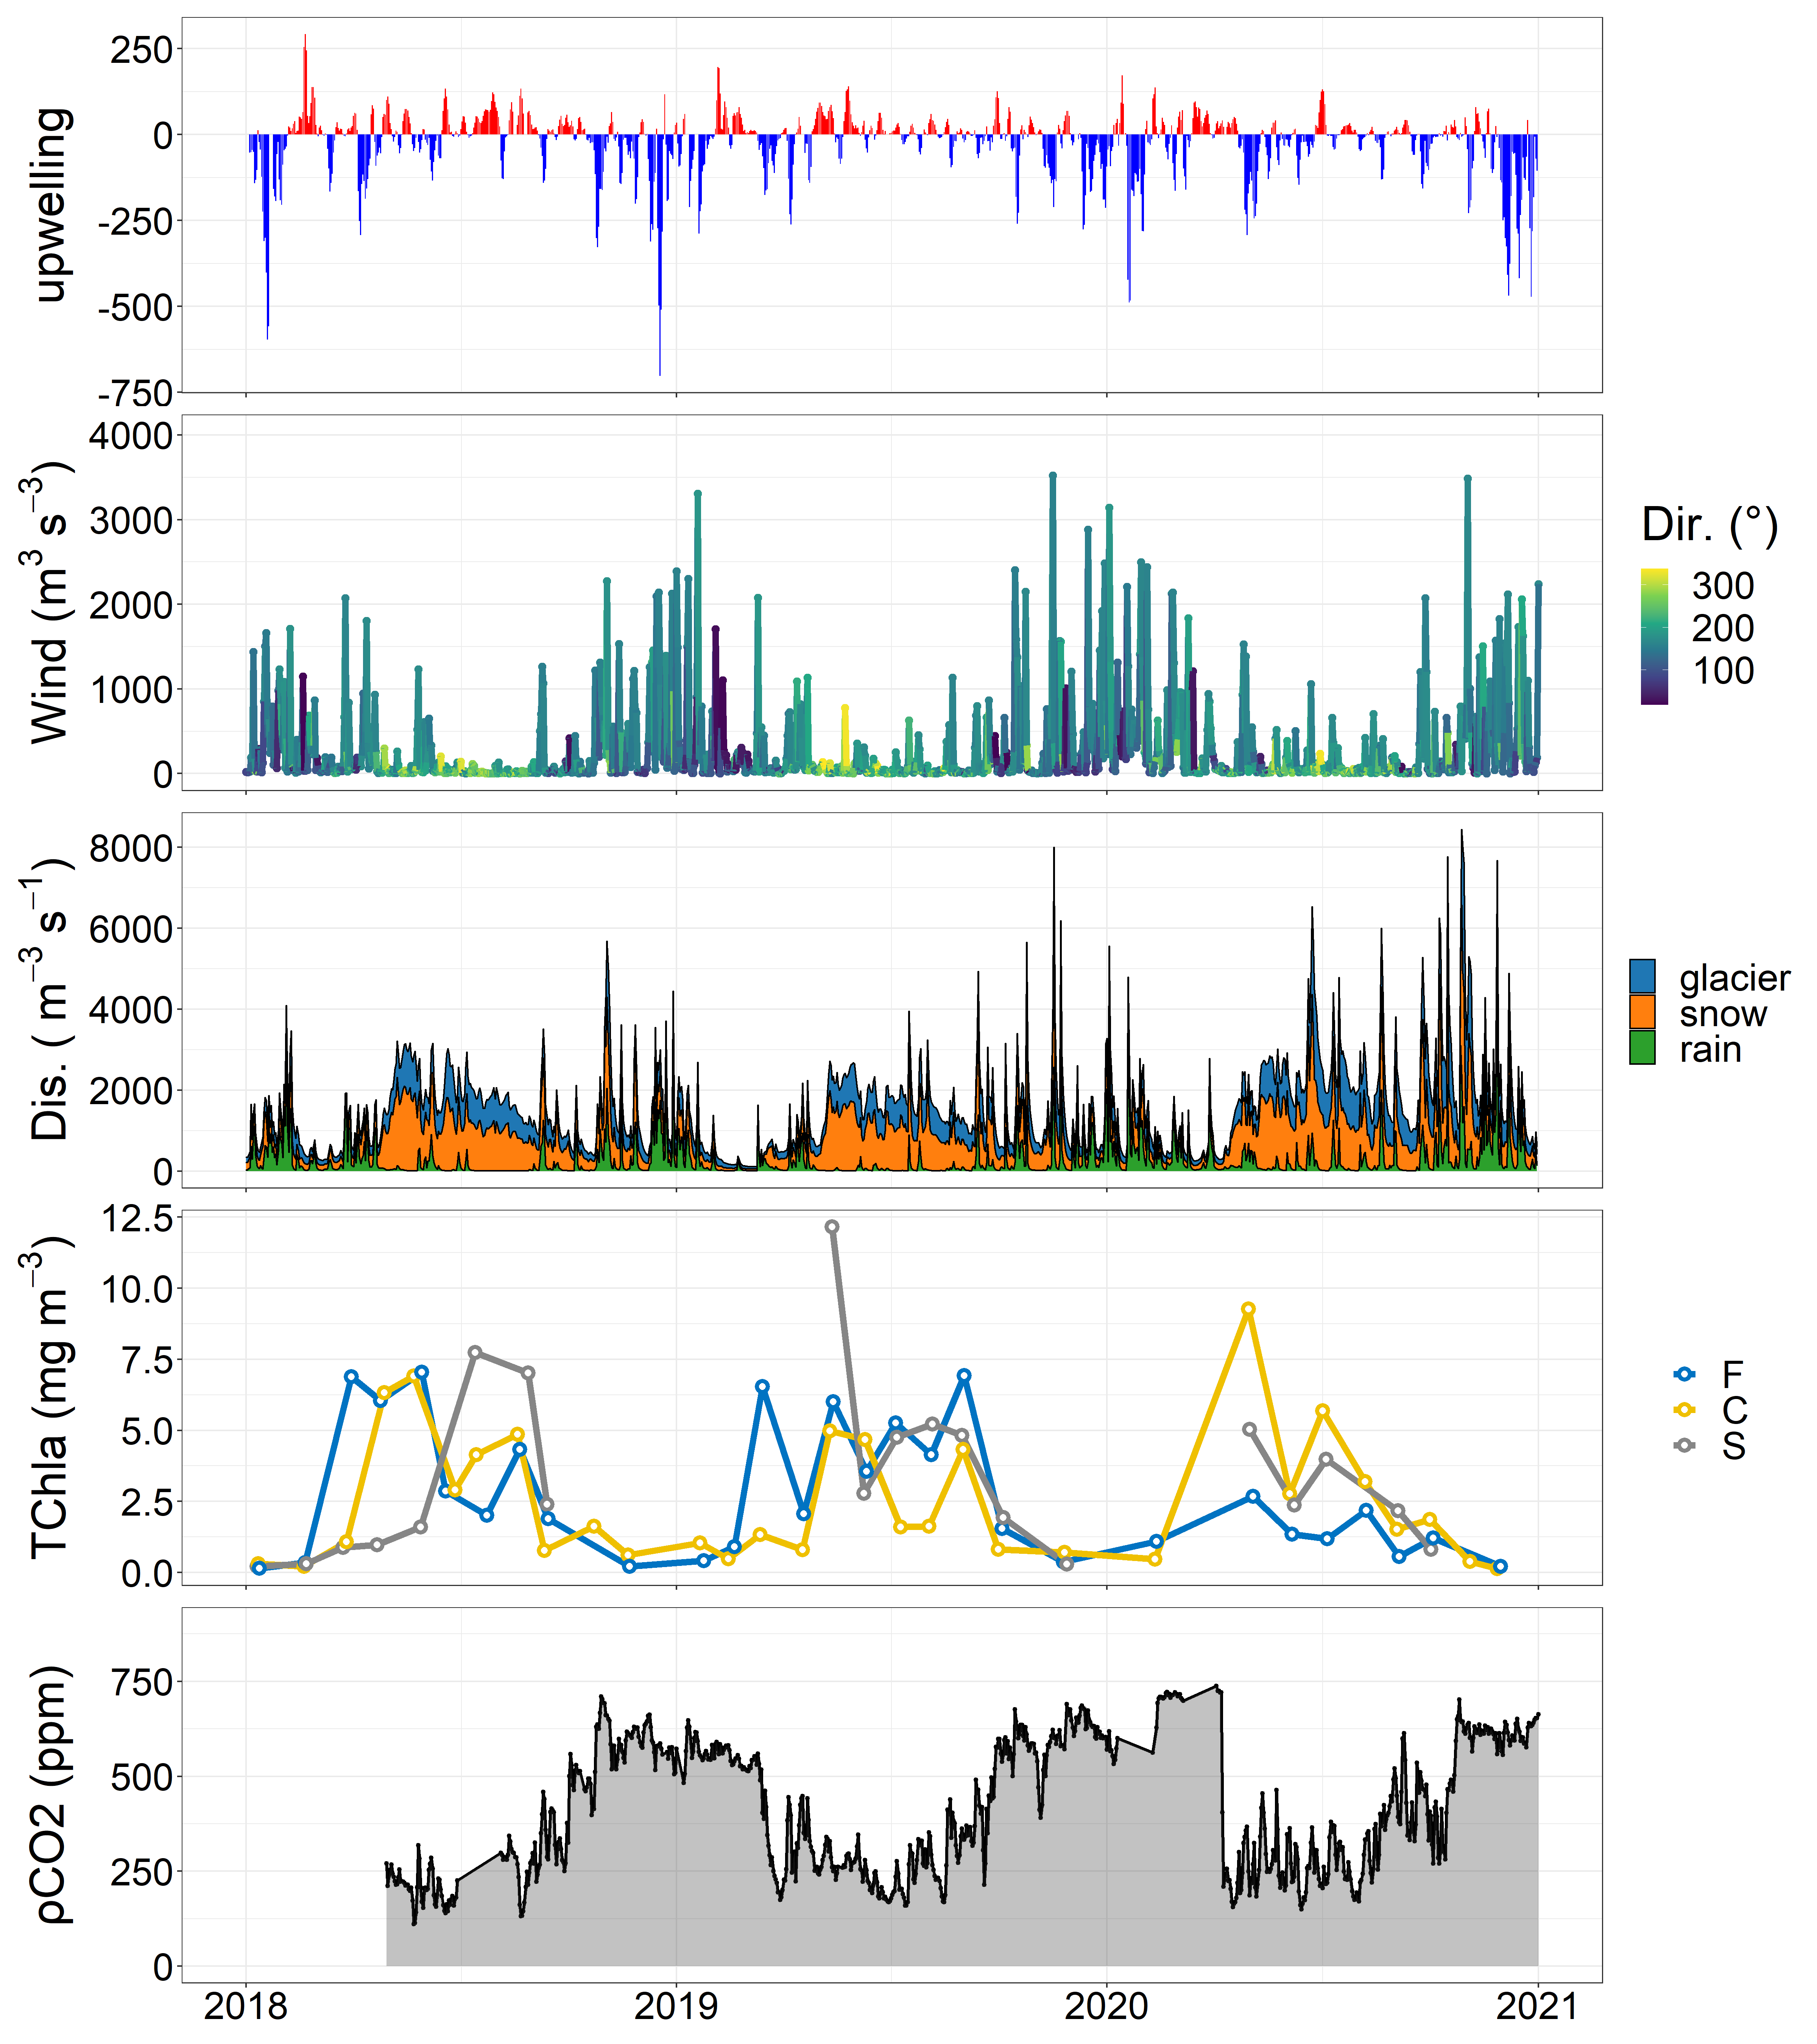 upwelling
250
0
-250
-500
-750
Wind (m³ s⁻³)
4000
3000
2000
1000
0
Dir. (°)
300
200
100
Dis. ( m⁻³ s⁻¹)
8000
6000
4000
2000
0
glacier
snow
rain
TChla (mg m⁻³)
12.5
10.0
7.5
5.0
2.5
0.0
F
C
S
ρCO2 (ppm)
750
500
250
0
2018 2019 2020 2021